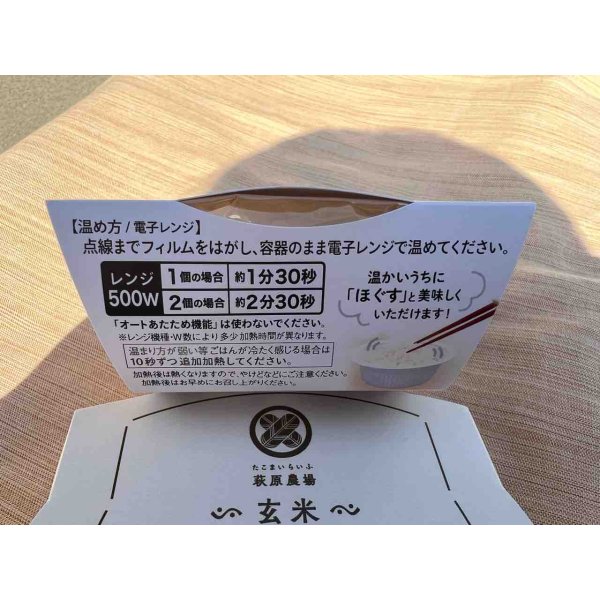 【温め方/電子レンジ】
点線までフィルムをはがし、容器のまま電子レンジで温めてください。
レンジ
500W
1個の場合 約1分30秒
2個の場合 約2分30秒
温かいうちに
「ほぐす」と美味しく
いただけます!
「オートあたため機能」は使わないでください。
※レンジ機種・W数により多少加熱時間が異なります。
温まり方が弱い等ごはんが冷たく感じる場合は
10秒ずつ追加加熱してください。
加熱後は熱くなりますので、やけどなどにご注意ください。
加熱後はお早めにお召し上がりください。
たこまいらいふ
萩原農場
玄米